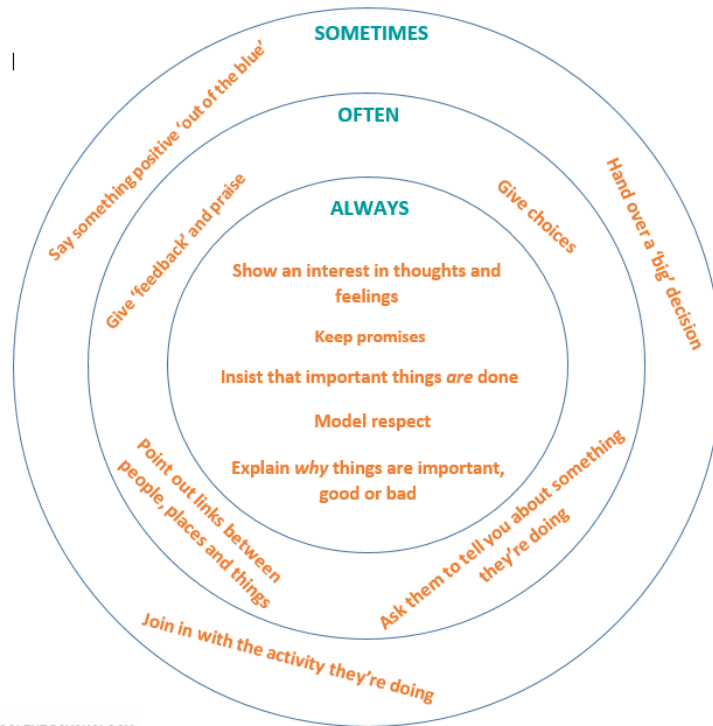 SOMETIMES
Say something positive 'out of the blue'
Hand over a 'big' decision
OFTEN
Give 'feedback' and praise
Give choices
ALWAYS
Show an interest in thoughts and
feelings
Keep promises
Insist that important things are done
Model respect
Explain why things are important,
good or bad
Point out links between
people, places and things
Ask them to tell you about something
they're doing
Join in with the activity they're doing